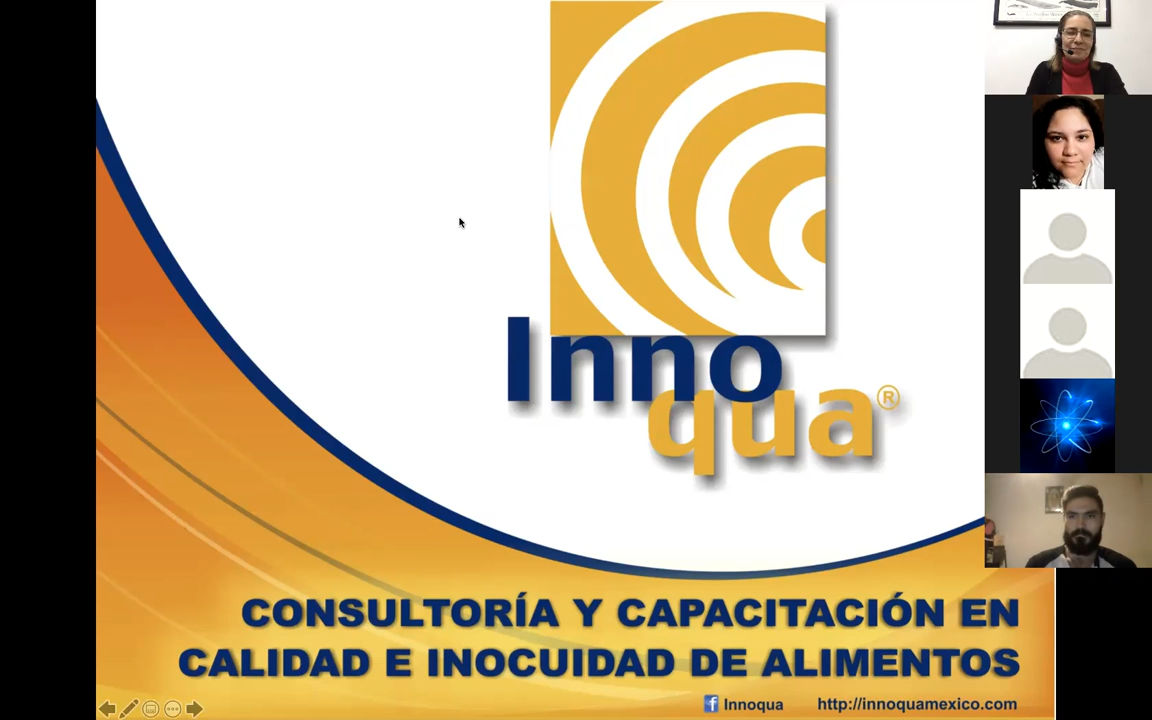 Inno
qua®
CONSULTORÍA Y CAPACITACIÓN EN
CALIDAD E INOCUIDAD DE ALIMENTOS
f Innoqua http://innoquamexico.com